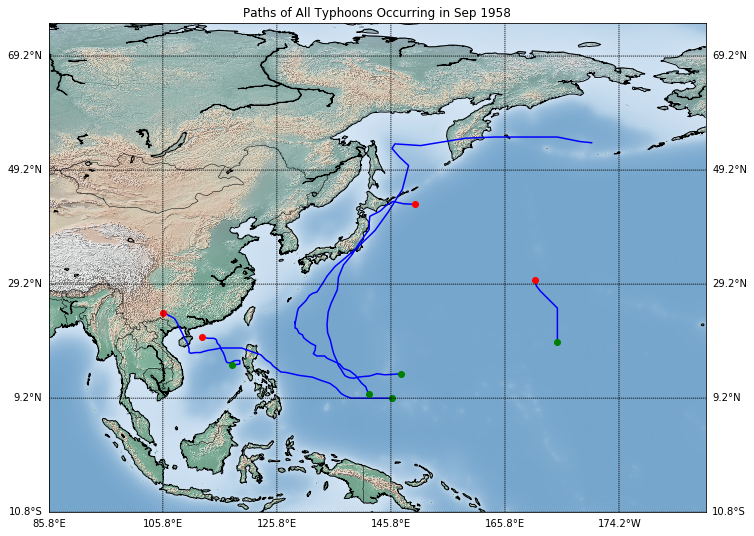 Paths of All Typhoons Occurring in Sep 1958
69.2°N 69.2°N
49.2°N 49.2°N
29.2°N 29.2°N
9.2°N 9.2°N
10.8°S 10.8°S
85.8°E 105.8°E 125.8°E 145.8°E 165.8°E 174.2°W